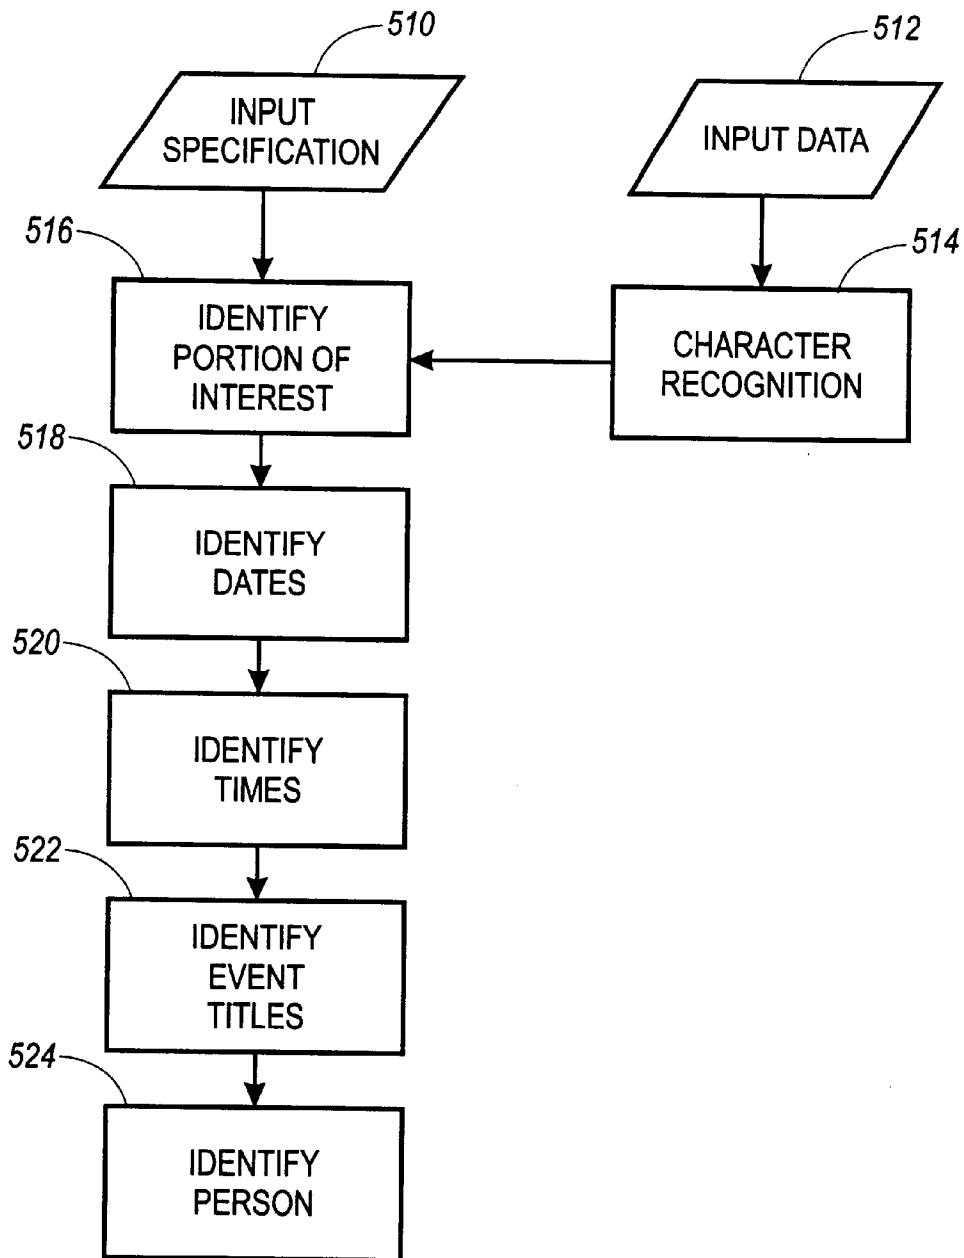 510
INPUT
SPECIFICATION
512
INPUT DATA
516
IDENTIFY
PORTION OF
INTEREST
514
CHARACTER
RECOGNITION
518
IDENTIFY
DATES
520
IDENTIFY
TIMES
522
IDENTIFY
EVENT
TITLES
524
IDENTIFY
PERSON